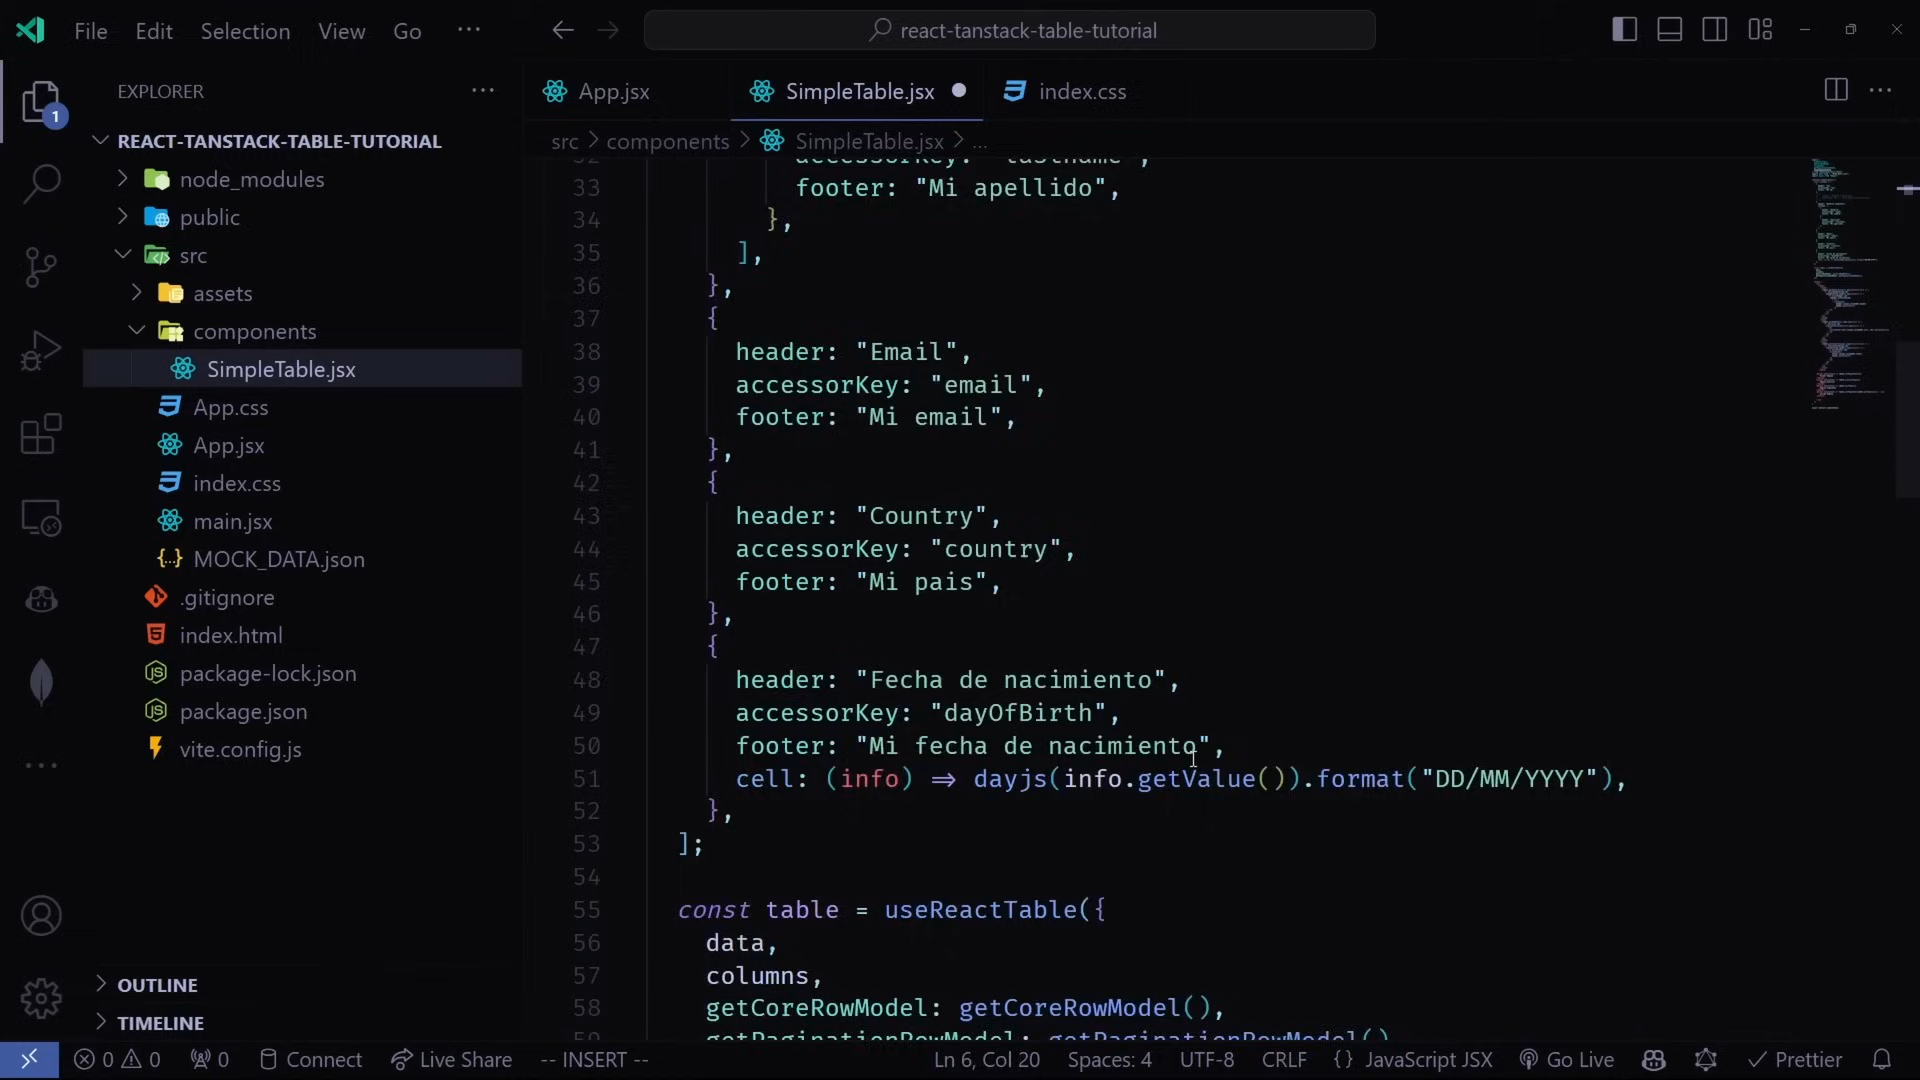 File Edit Selection View Go ···
react-tanstack-table-tutorial
1
EXPLORER ···
REACT-TANSTACK-TABLE-TUTORIAL
node_modules
public
src
assets
components
SimpleTable.jsx
App.css
App.jsx
index.css
main.jsx
{..} MOCK_DATA.json
.gitignore
index.html
package-lock.json
package.json
vite.config.js
OUTLINE
TIMELINE
App.jsx SimpleTable.jsx index.css
src > components > SimpleTable.jsx > ...
32 accessorKey: "lastname",
33 footer: "Mi apellido",
34 },
35 ],
36 },
37 {
38 header: "Email",
39 accessorKey: "email",
40 footer: "Mi email",
41 },
42 {
43 header: "Country",
44 accessorKey: "country",
45 footer: "Mi pais",
46 },
47 {
48 header: "Fecha de nacimiento",
49 accessorKey: "dayOfBirth",
50 footer: "Mi fecha de nacimiento",
51 cell: (info) ⇒ dayjs(info.getValue()).format("DD/MM/YYYY"),
52 },
53 ];
54
55 const table = useReactTable({
56 data,
57 columns,
58 getCoreRowModel: getCoreRowModel(),
59 getPaginationRowModel: getPaginationRowModel()
0 0 0 Connect Live Share -- INSERT -- Ln 6, Col 20 Spaces: 4 UTF-8 CRLF {} JavaScript JSX Go Live Prettier